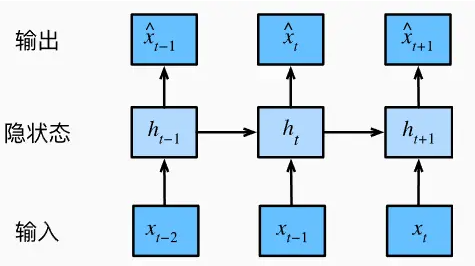 输出 x̂_{t−1} x̂_t x̂_{t+1}
隐状态 h_{t−1} h_t h_{t+1}
输入 x_{t−2} x_{t−1} x_t